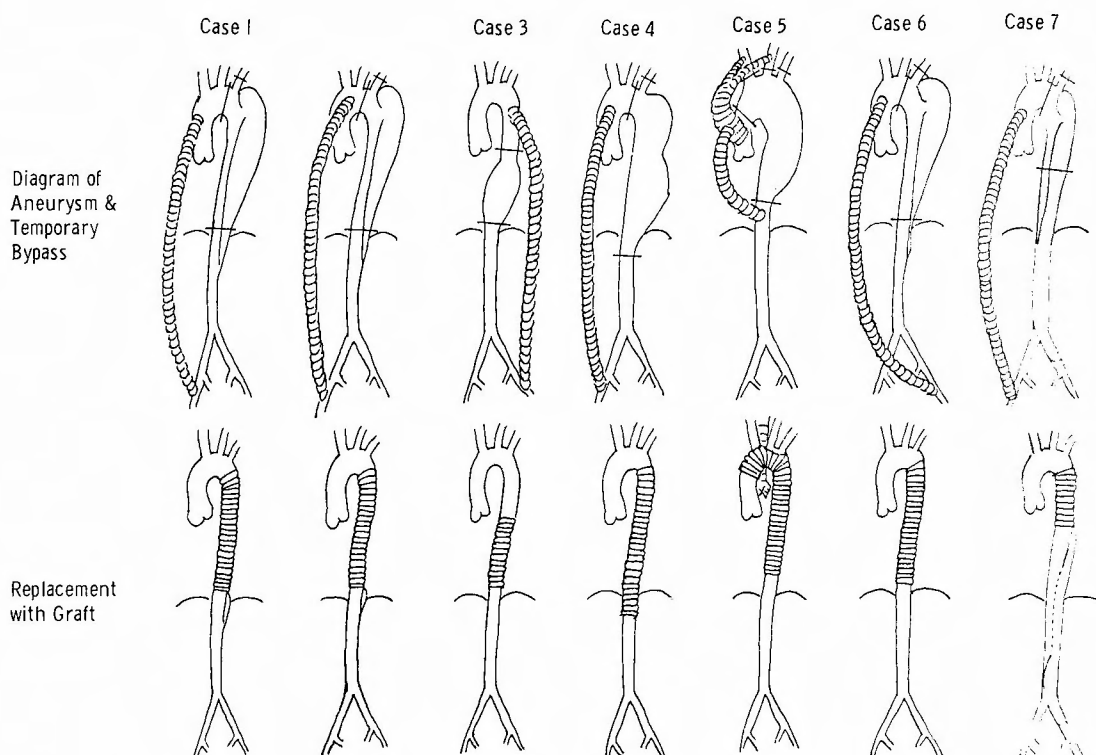 Case 1
Case 3
Case 4
Case 5
Case 6
Case 7
Diagram of
Aneurysm &
Temporary
Bypass
Replacement
with Graft